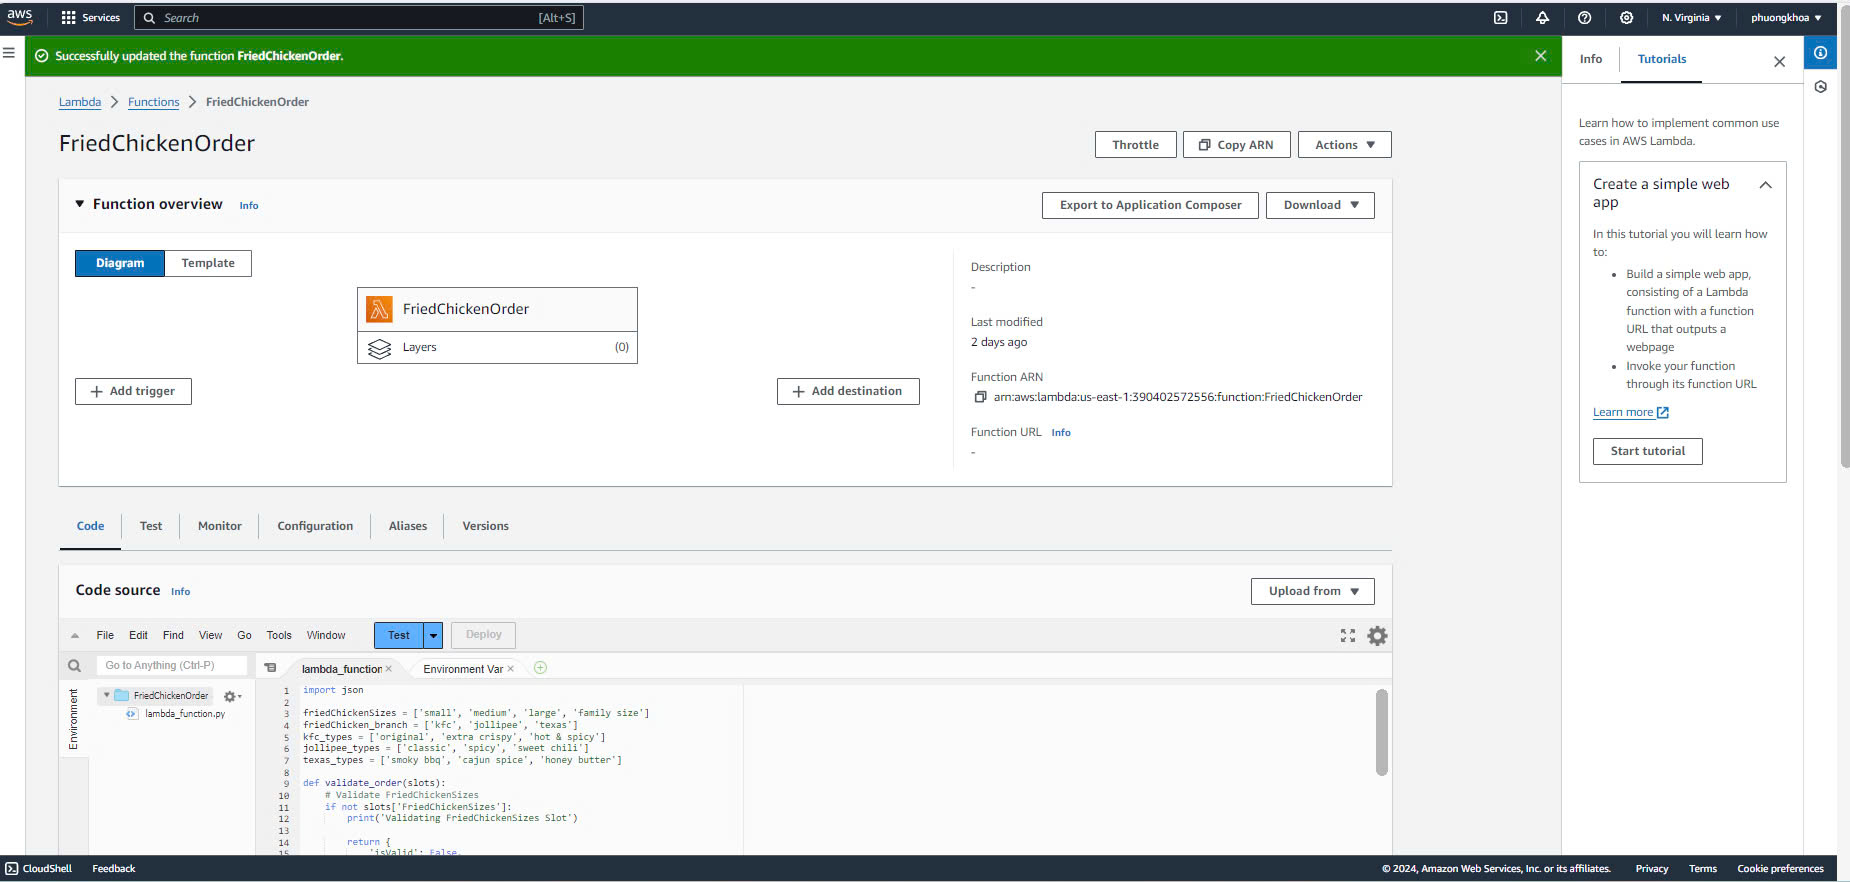 aws
Services
Search
[Alt+S]
N. Virginia
phuongkhoa
Successfully updated the function FriedChickenOrder.
Lambda
Functions
FriedChickenOrder
FriedChickenOrder
Throttle
Copy ARN
Actions
Function overview
Info
Export to Application Composer
Download
Diagram
Template
FriedChickenOrder
Layers
(0)
Add trigger
Add destination
Description
-
Last modified
2 days ago
Function ARN
arn:aws:lambda:us-east-1:390402572556:function:FriedChickenOrder
Function URL Info
-
Code
Test
Monitor
Configuration
Aliases
Versions
Code source
Info
Upload from
File Edit Find View Go Tools Window
Test
Deploy
Go to Anything (Ctrl-P)
lambda_function
Environment Var
Environment
FriedChickenOrder
lambda_function.py
1 import json
2
3 friedChickenSizes = ['small', 'medium', 'large', 'family size']
4 friedChicken_branch = ['kfc', 'jollipee', 'texas']
5 kfc_types = ['original', 'extra crispy', 'hot & spicy']
6 jollipee_types = ['classic', 'spicy', 'sweet chili']
7 texas_types = ['smoky bbq', 'cajun spice', 'honey butter']
8
9 def validate_order(slots):
10 # Validate FriedChickenSizes
11 if not slots['FriedChickenSizes']:
12 print('Validating FriedChickenSizes Slot')
13
14 return {
15 'isValid': False,
Info
Tutorials
Learn how to implement common use
cases in AWS Lambda.
Create a simple web
app
In this tutorial you will learn how
to:
• Build a simple web app,
consisting of a Lambda
function with a function
URL that outputs a
webpage
• Invoke your function
through its function URL
Learn more
Start tutorial
CloudShell
Feedback
© 2024, Amazon Web Services, Inc. or its affiliates.
Privacy
Terms
Cookie preferences